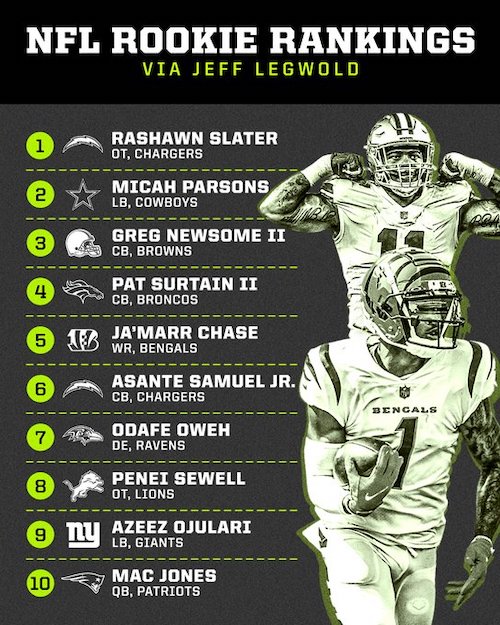 NFL ROOKIE RANKINGS
VIA JEFF LEGWOLD
1 RASHAWN SLATER
OT, CHARGERS
2 MICAH PARSONS
LB, COWBOYS
3 GREG NEWSOME II
CB, BROWNS
4 PAT SURTAIN II
CB, BRONCOS
5 JA'MARR CHASE
WR, BENGALS
6 ASANTE SAMUEL JR.
CB, CHARGERS
7 ODAFE OWEH
DE, RAVENS
8 PENEI SEWELL
OT, LIONS
9 ny AZEEZ OJULARI
LB, GIANTS
10 MAC JONES
QB, PATRIOTS
11
BENGALS
1